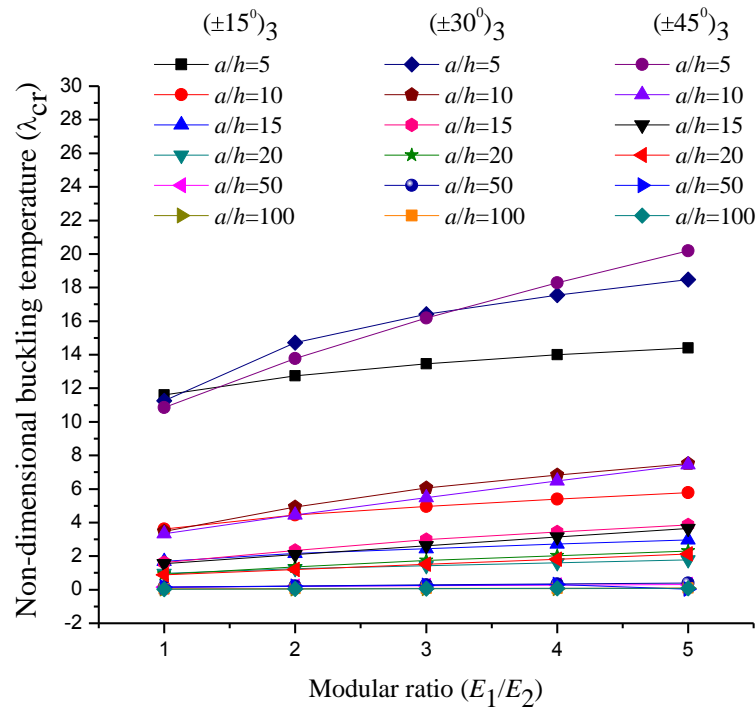 (±15⁰)₃ (±30⁰)₃ (±45⁰)₃
a/h=5 a/h=5 a/h=5
a/h=10 a/h=10 a/h=10
a/h=15 a/h=15 a/h=15
a/h=20 a/h=20 a/h=20
a/h=50 a/h=50 a/h=50
a/h=100 a/h=100 a/h=100
Non-dimensional buckling temperature (λcr)
30
28
26
24
22
20
18
16
14
12
10
8
6
4
2
0
-2
1 2 3 4 5
Modular ratio (E₁/E₂)